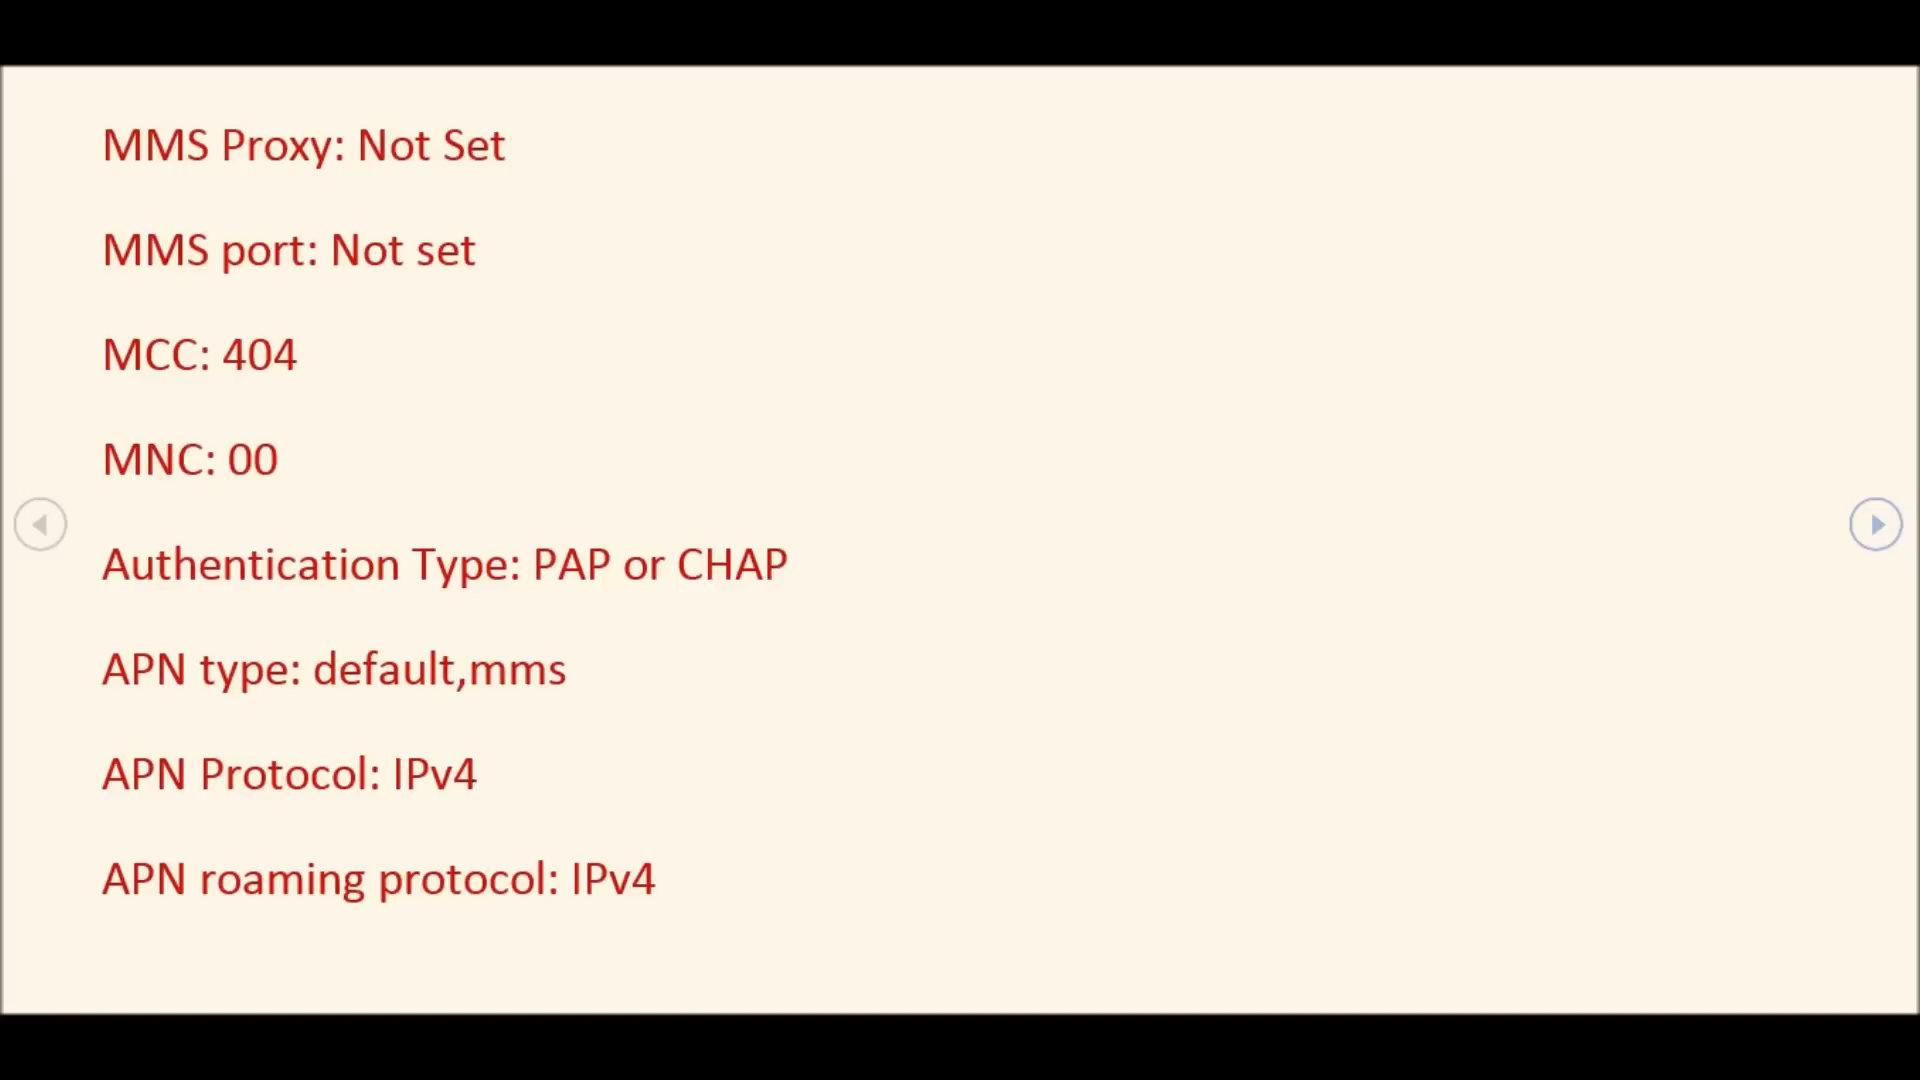 MMS Proxy: Not Set
MMS port: Not set
MCC: 404
MNC: 00
Authentication Type: PAP or CHAP
APN type: default,mms
APN Protocol: IPv4
APN roaming protocol: IPv4